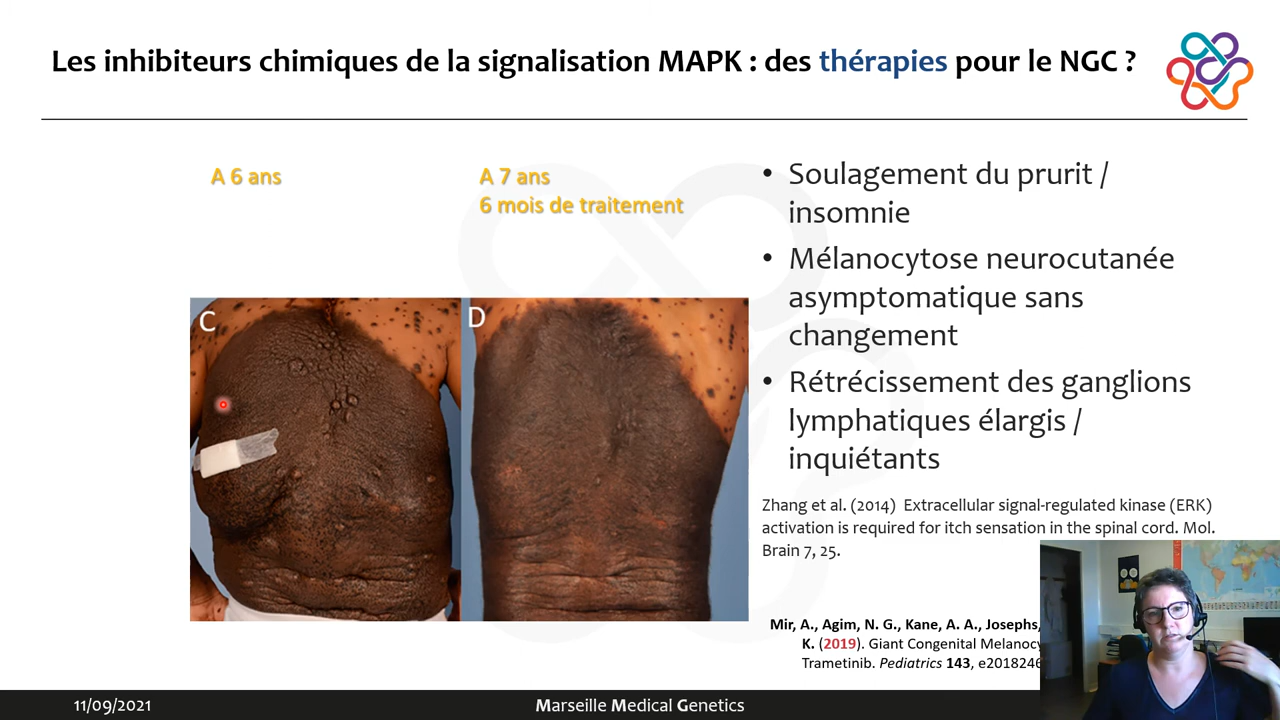 Les inhibiteurs chimiques de la signalisation MAPK : des thérapies pour le NGC ?
A 6 ans
A 7 ans
6 mois de traitement
C
D
• Soulagement du prurit /
insomnie
• Mélanocytose neurocutanée
asymptomatique sans
changement
• Rétrécissement des ganglions
lymphatiques élargis /
inquiétants
Zhang et al. (2014) Extracellular signal-regulated kinase (ERK)
activation is required for itch sensation in the spinal cord. Mol.
Brain 7, 25.
Mir, A., Agim, N. G., Kane, A. A., Josephs,
K. (2019). Giant Congenital
Trametinib. Pediatrics 143,
11/09/2021
Marseille Medical Genetics